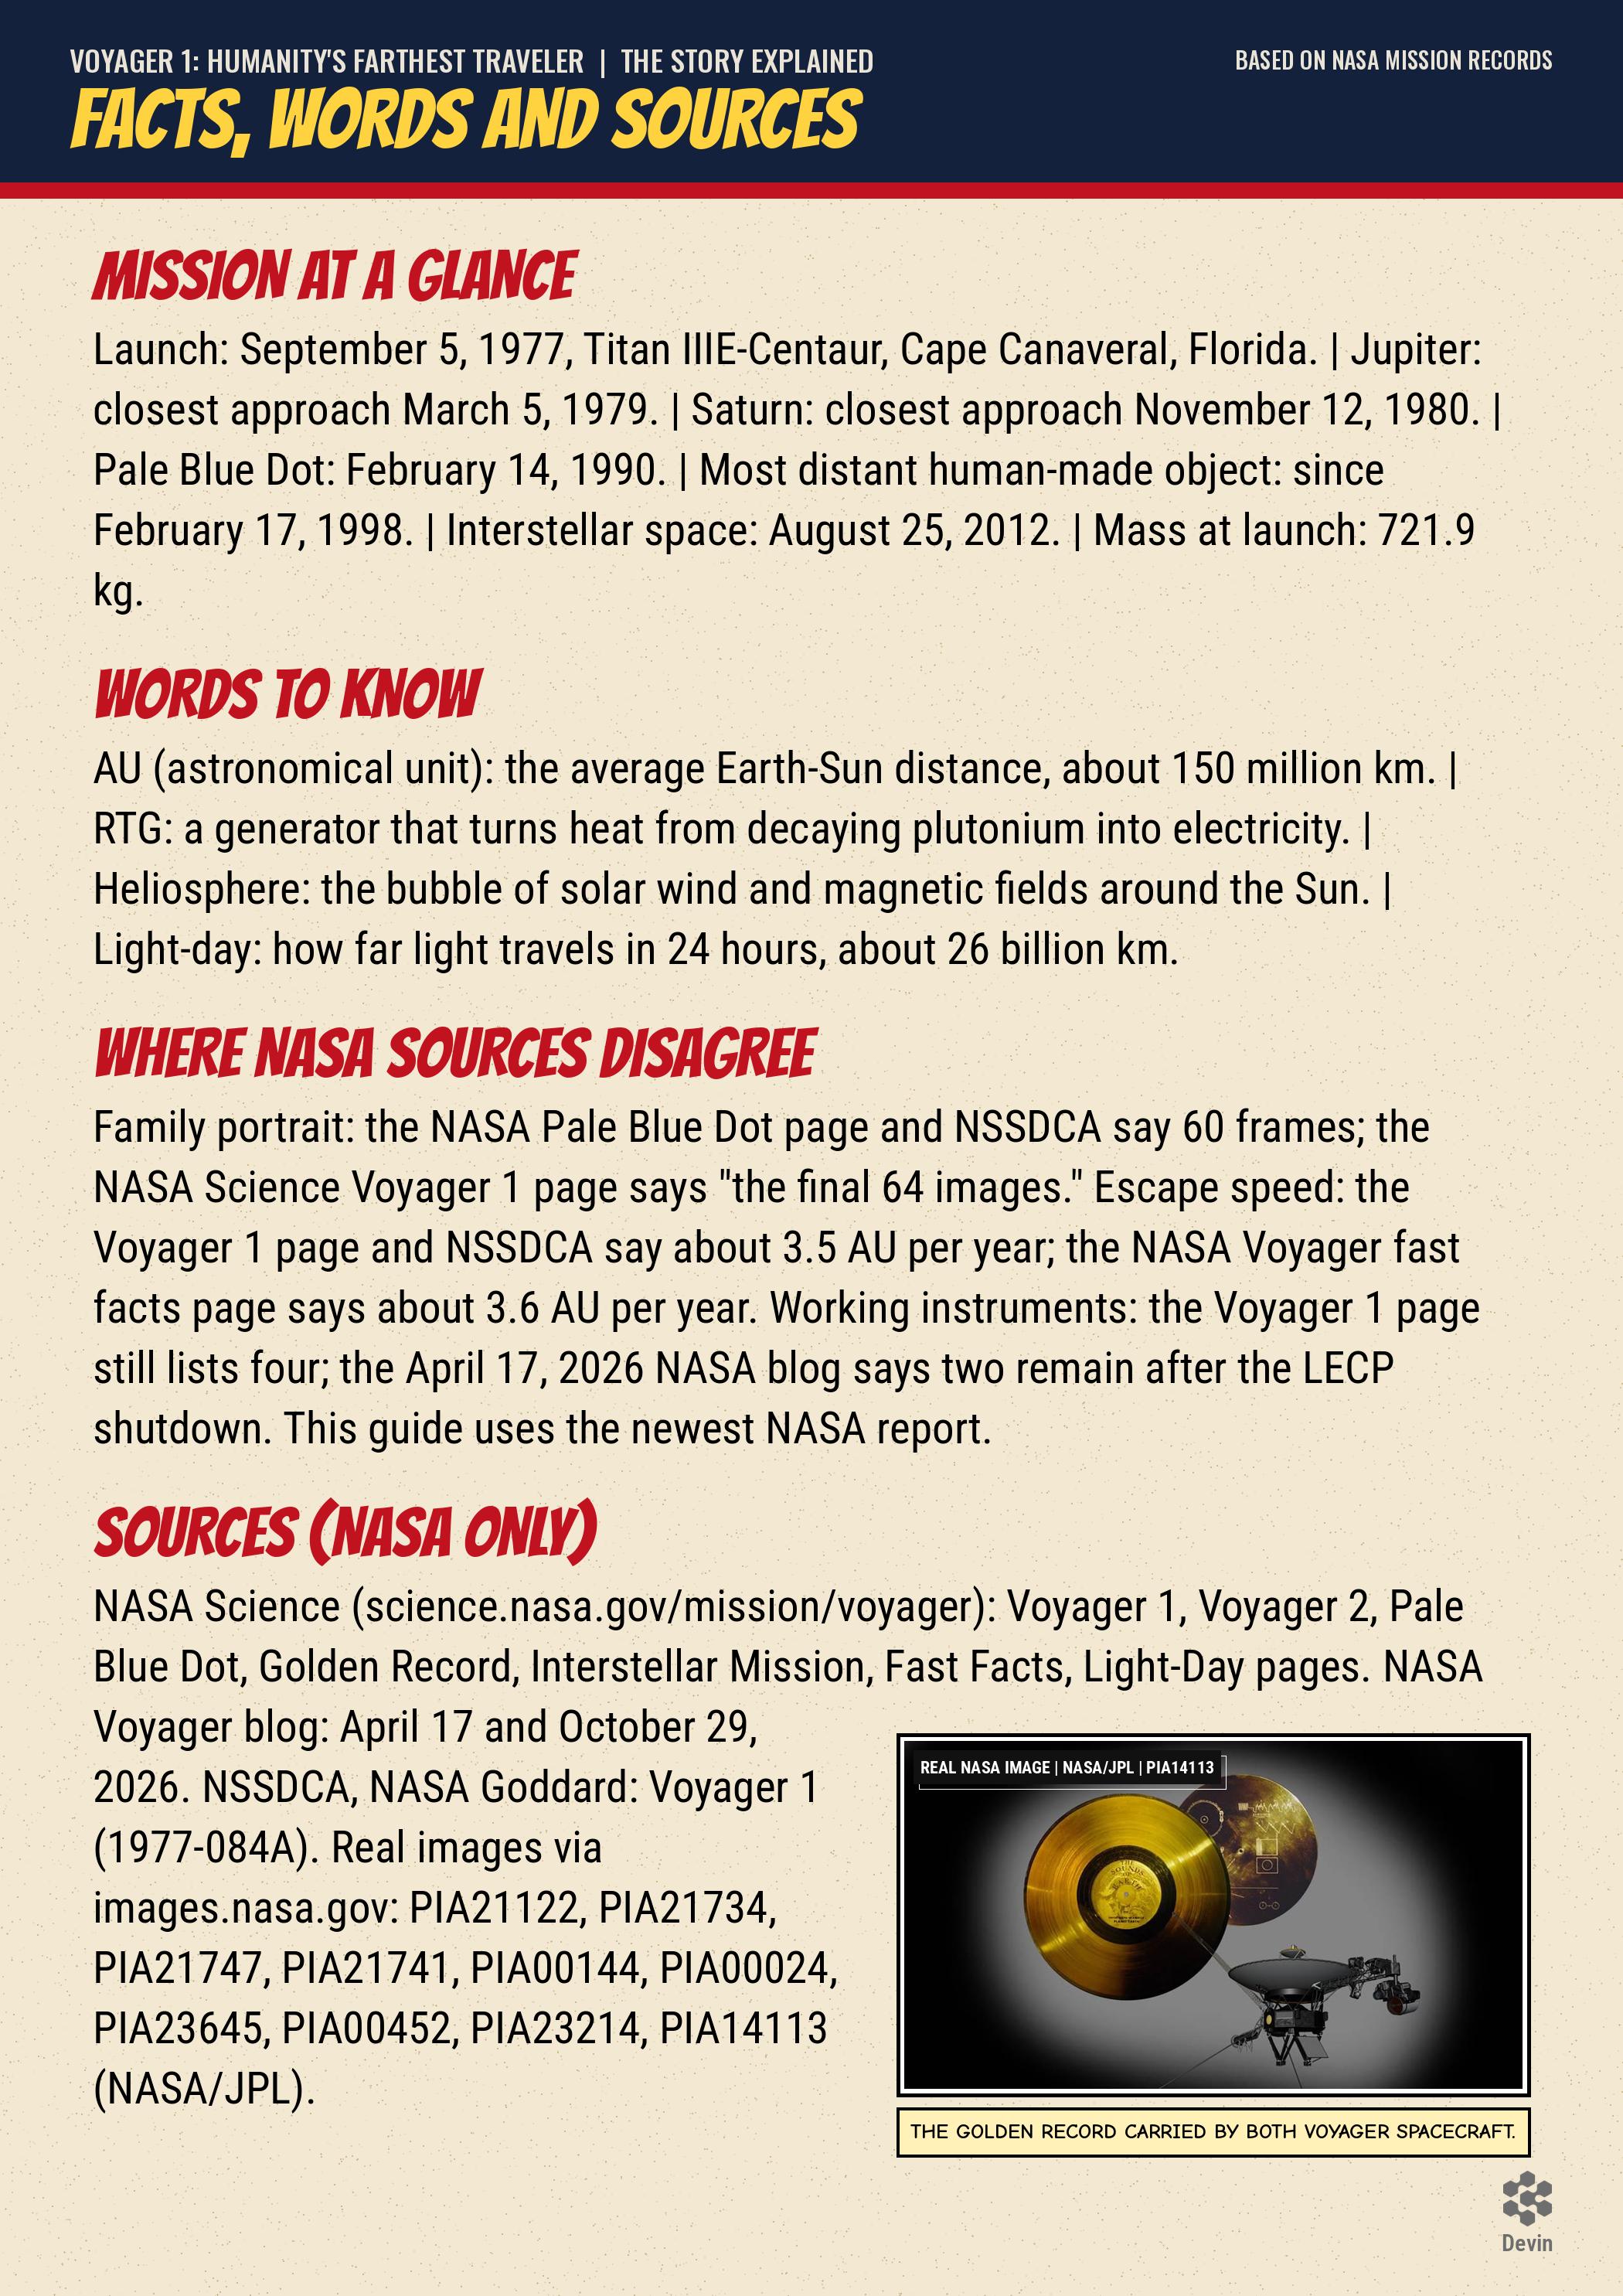 VOYAGER 1: HUMANITY'S FARTHEST TRAVELER | THE STORY EXPLAINED
BASED ON NASA MISSION RECORDS
FACTS, WORDS AND SOURCES
MISSION AT A GLANCE
Launch: September 5, 1977, Titan IIIE-Centaur, Cape Canaveral, Florida. | Jupiter:
closest approach March 5, 1979. | Saturn: closest approach November 12, 1980. |
Pale Blue Dot: February 14, 1990. | Most distant human-made object: since
February 17, 1998. | Interstellar space: August 25, 2012. | Mass at launch: 721.9
kg.
WORDS TO KNOW
AU (astronomical unit): the average Earth-Sun distance, about 150 million km. |
RTG: a generator that turns heat from decaying plutonium into electricity. |
Heliosphere: the bubble of solar wind and magnetic fields around the Sun. |
Light-day: how far light travels in 24 hours, about 26 billion km.
WHERE NASA SOURCES DISAGREE
Family portrait: the NASA Pale Blue Dot page and NSSDCA say 60 frames; the
NASA Science Voyager 1 page says "the final 64 images." Escape speed: the
Voyager 1 page and NSSDCA say about 3.5 AU per year; the NASA Voyager fast
facts page says about 3.6 AU per year. Working instruments: the Voyager 1 page
still lists four; the April 17, 2026 NASA blog says two remain after the LECP
shutdown. This guide uses the newest NASA report.
SOURCES (NASA ONLY)
NASA Science (science.nasa.gov/mission/voyager): Voyager 1, Voyager 2, Pale
Blue Dot, Golden Record, Interstellar Mission, Fast Facts, Light-Day pages. NASA
Voyager blog: April 17 and October 29,
2026. NSSDCA, NASA Goddard: Voyager 1
(1977-084A). Real images via
images.nasa.gov: PIA21122, PIA21734,
PIA21747, PIA21741, PIA00144, PIA00024,
PIA23645, PIA00452, PIA23214, PIA14113
(NASA/JPL).
REAL NASA IMAGE | NASA/JPL | PIA14113
THE GOLDEN RECORD CARRIED BY BOTH VOYAGER SPACECRAFT.
Devin